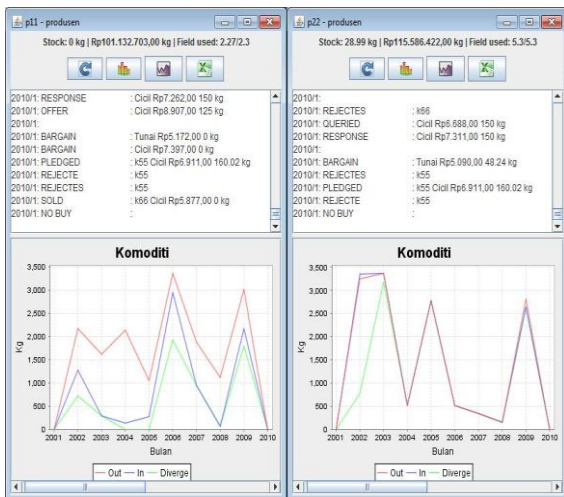 p11 - produsen
Stock: 0 kg | Rp101.132.703,00 kg | Field used: 2.27/2.3
2010/1: RESPONSE : Cicil Rp7.262,00 150 kg
2010/1: OFFER : Cicil Rp8.907,00 125 kg
2010/1:
2010/1: BARGAIN : Tunai Rp5.172,00 0 kg
2010/1: BARGAIN : Cicil Rp7.397,00 0 kg
2010/1: PLEDGED : k55 Cicil Rp6.911,00 160.02 kg
2010/1: REJECTE : k55
2010/1: REJECTES : k55
2010/1: SOLD : k66 Cicil Rp5.877,00 0 kg
2010/1: NO BUY :
Komoditi
3,500
3,000
2,500
2,000
1,500
1,000
500
0
Kg
2001 2002 2003 2004 2005 2006 2007 2008 2009 2010
Bulan
Out In Diverge
p22 - produsen
Stock: 28.99 kg | Rp115.586.422,00 kg | Field used: 5.3/5.3
2010/1:
2010/1: REJECTES : k66
2010/1: QUERIED : Cicil Rp6.688,00 150 kg
2010/1: RESPONSE : Cicil Rp7.311,00 150 kg
2010/1:
2010/1: BARGAIN : Tunai Rp5.090,00 48.24 kg
2010/1: REJECTES : k55
2010/1: PLEDGED : k55 Cicil Rp6.911,00 160.02 kg
2010/1: REJECTE : k55
2010/1: NO BUY :
Komoditi
3,500
3,000
2,500
2,000
1,500
1,000
500
0
Kg
2001 2002 2003 2004 2005 2006 2007 2008 2009 2010
Bulan
Out In Diverge